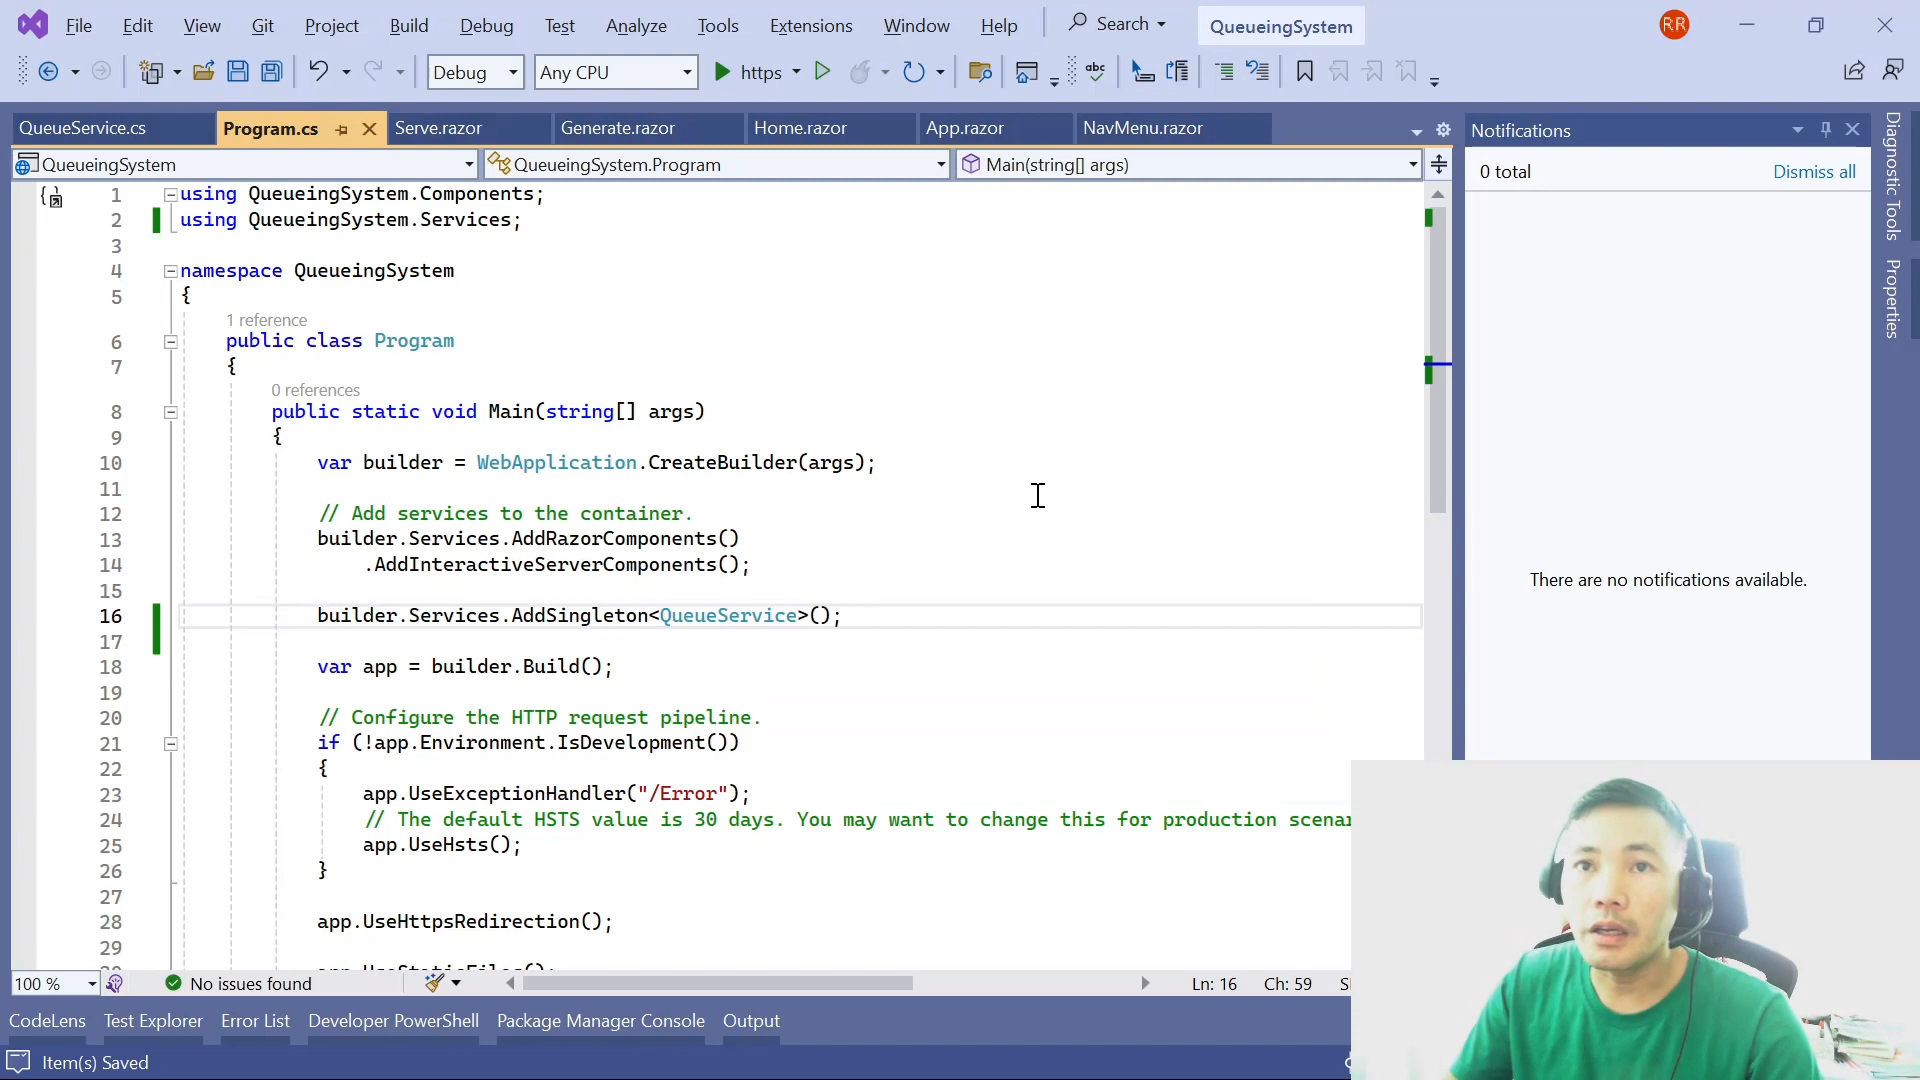 File Edit View Git Project Build Debug Test Analyze Tools Extensions Window Help Search QueueingSystem RR
Debug Any CPU https abc
QueueService.cs Program.cs Serve.razor Generate.razor Home.razor App.razor NavMenu.razor
QueueingSystem QueueingSystem.Program Main(string[] args)
1 using QueueingSystem.Components;
2 using QueueingSystem.Services;
3
4 namespace QueueingSystem
5 {
1 reference
6 public class Program
7 {
0 references
8 public static void Main(string[] args)
9 {
10 var builder = WebApplication.CreateBuilder(args);
11
12 // Add services to the container.
13 builder.Services.AddRazorComponents()
14 .AddInteractiveServerComponents();
15
16 builder.Services.AddSingleton<QueueService>();
17
18 var app = builder.Build();
19
20 // Configure the HTTP request pipeline.
21 if (!app.Environment.IsDevelopment())
22 {
23 app.UseExceptionHandler("/Error");
24 // The default HSTS value is 30 days. You may want to change this for production scenar
25 app.UseHsts();
26 }
27
28 app.UseHttpsRedirection();
29
100 % No issues found Ln: 16 Ch: 59
CodeLens Test Explorer Error List Developer PowerShell Package Manager Console Output
Item(s) Saved
Notifications
0 total Dismiss all
There are no notifications available.
Diagnostic Tools
Properties